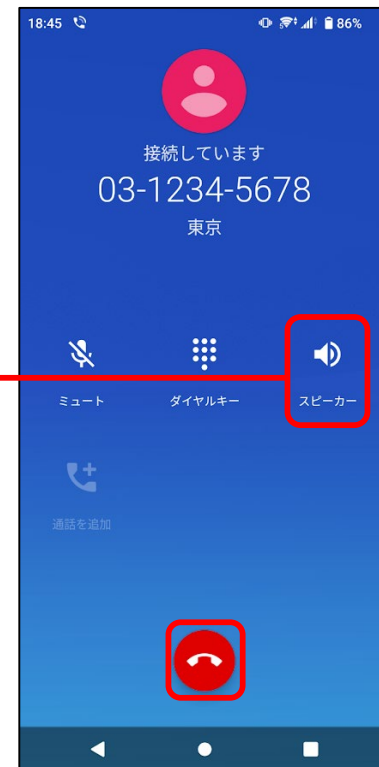 18:45 86%
接続しています
03-1234-5678
東京
ミュート ダイヤルキー スピーカー
通話を追加